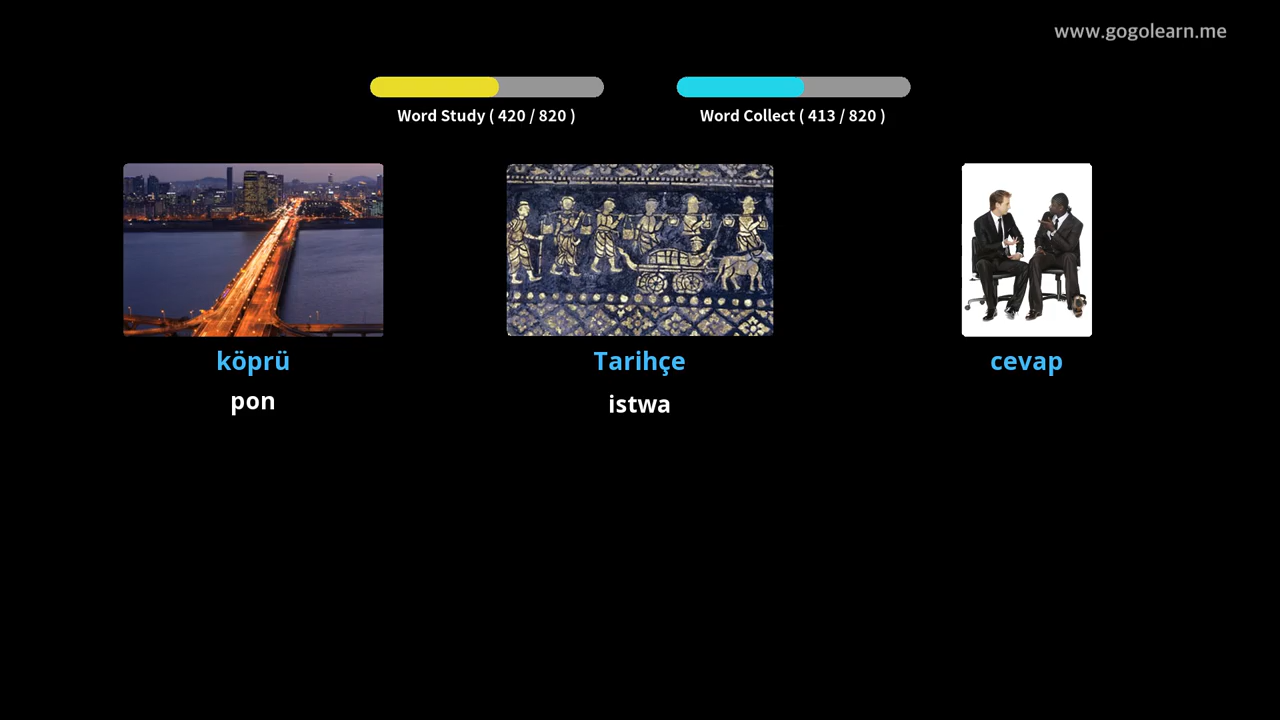 www.gogolearn.me
Word Study ( 420 / 820 )
Word Collect ( 413 / 820 )
köprü
pon
Tarihçe
istwa
cevap